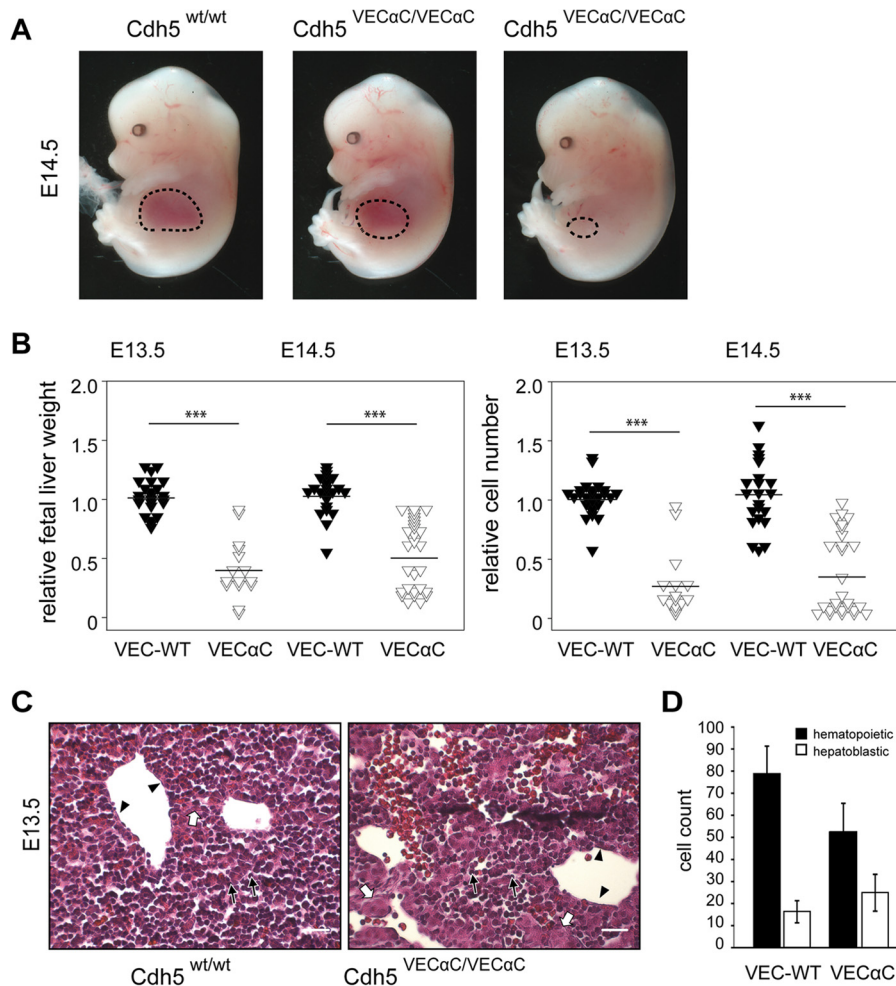 A
Cdh5 wt/wt
Cdh5 VECαC/VECαC
Cdh5 VECαC/VECαC
E14.5
B
E13.5
E14.5
relative fetal liver weight
2.0
1.5
1.0
0.5
0
***
***
VEC-WT
VECαC
VEC-WT
VECαC
E13.5
E14.5
relative cell number
2.0
1.5
1.0
0.5
0
***
***
VEC-WT
VECαC
VEC-WT
VECαC
C
E13.5
Cdh5 wt/wt
Cdh5 VECαC/VECαC
D
hematopoietic
hepatoblastic
cell count
100
90
80
70
60
50
40
30
20
10
0
VEC-WT
VECαC